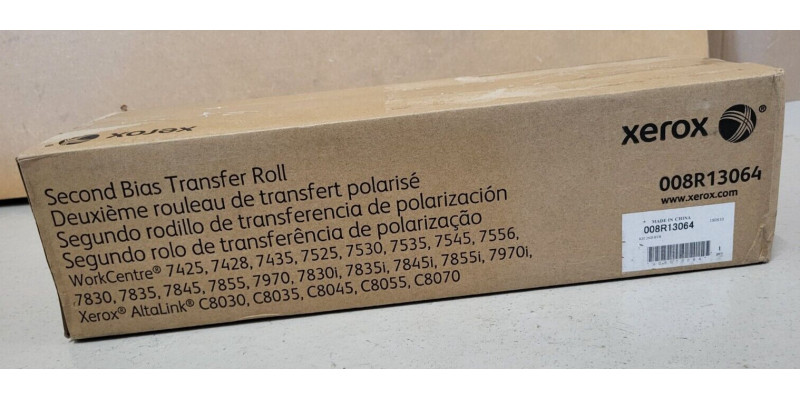 xerox
Second Bias Transfer Roll
Deuxième rouleau de transfert polarisé
Segundo rodillo de transferencia de polarización
Segundo rolo de transferência de polarização
WorkCentre® 7425, 7428, 7435, 7525, 7530, 7535, 7545, 7556,
7830, 7835, 7845, 7855, 7970, 7830i, 7835i, 7845i, 7855i, 7970i,
Xerox® AltaLink® C8030, C8035, C8045, C8055, C8070
xerox ®
008R13064
www.xerox.com
MADE IN CHINA
008R13064
1